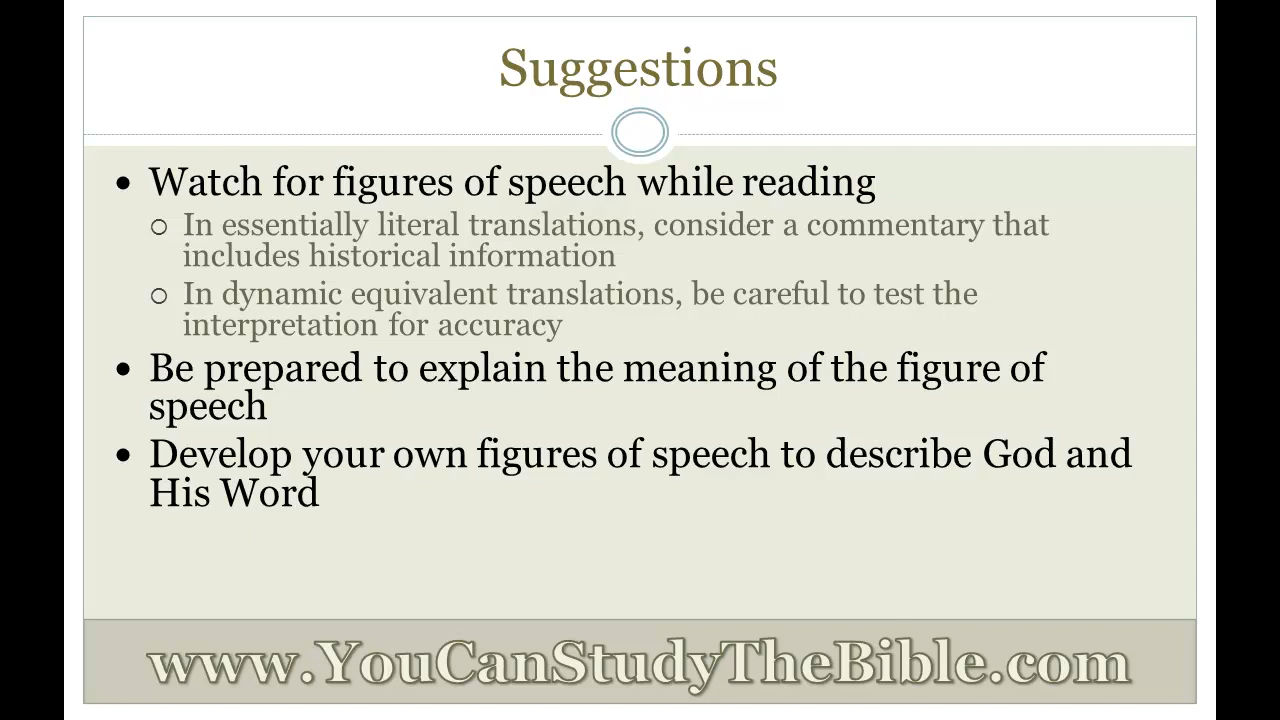 Suggestions
• Watch for figures of speech while reading
○ In essentially literal translations, consider a commentary that
includes historical information
○ In dynamic equivalent translations, be careful to test the
interpretation for accuracy
• Be prepared to explain the meaning of the figure of
speech
• Develop your own figures of speech to describe God and
His Word
www.YouCanStudyTheBible.com